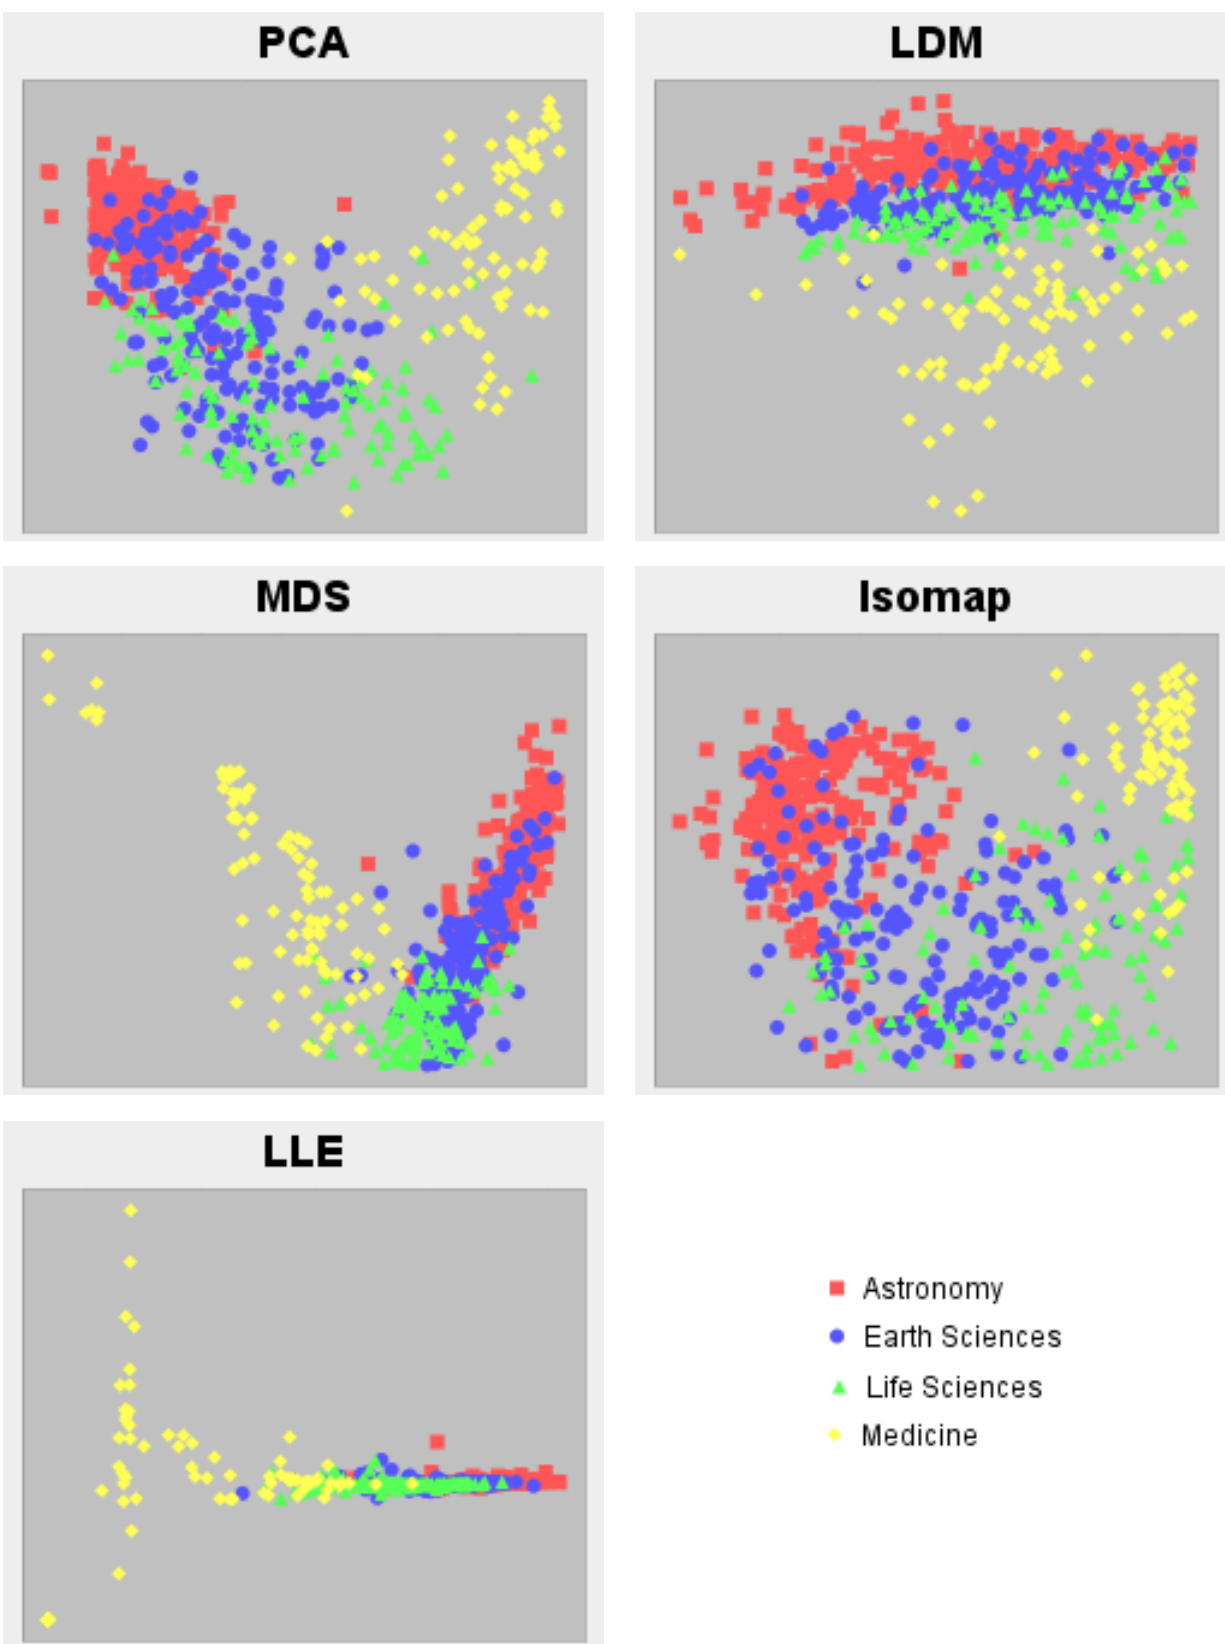 PCA
LDM
MDS
Isomap
LLE
Astronomy
Earth Sciences
Life Sciences
Medicine